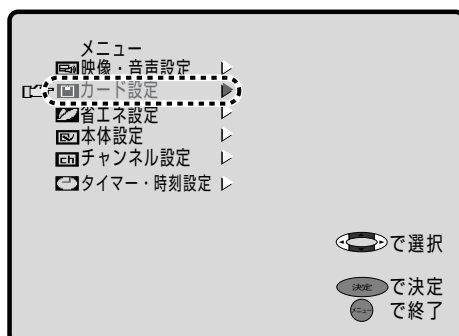 メニュー
映像・音声設定
カード設定
省エネ設定
本体設定
ch チャンネル設定
タイマー・時刻設定
で選択
決定 で決定
メニュー で終了